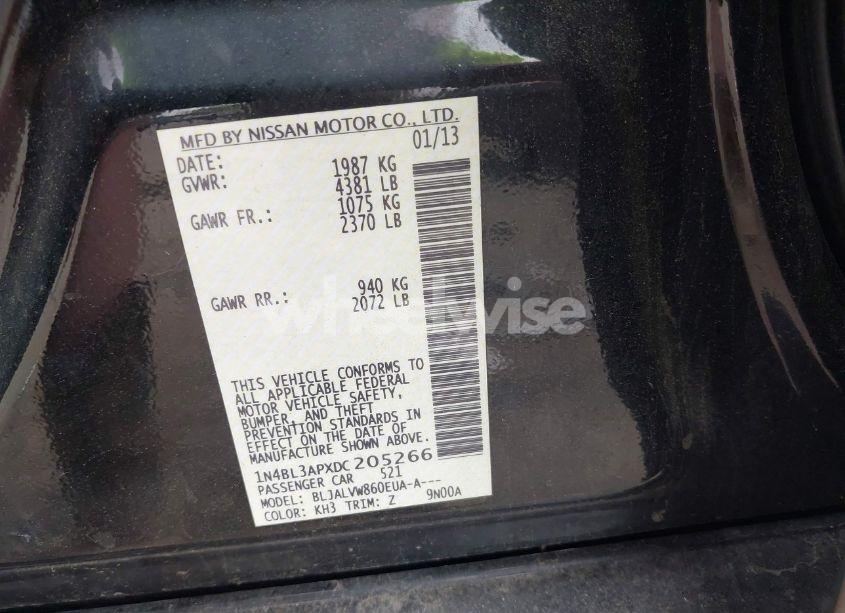 MFD BY NISSAN MOTOR CO., LTD.
DATE: 01/13
GVWR: 1987 KG
4381 LB
GAWR FR.: 1075 KG
2370 LB
GAWR RR.: 940 KG
2072 LB
wheelywise
THIS VEHICLE CONFORMS TO
ALL APPLICABLE FEDERAL
MOTOR VEHICLE SAFETY,
BUMPER, AND THEFT
PREVENTION STANDARDS IN
EFFECT ON THE DATE OF
MANUFACTURE SHOWN ABOVE.
1N4BL3APXDC205266
PASSENGER CAR 521
MODEL: BLJALVW860EUA-A---
COLOR: KH3 TRIM: Z 9N00A